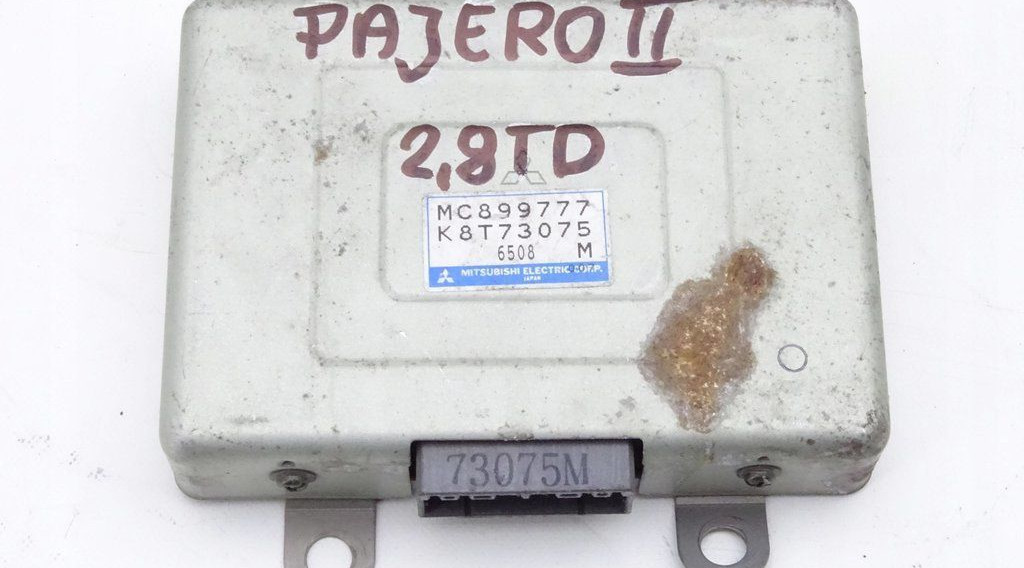 PAJERO II
2,8TD
MC899777
K8T73075
6508 M
MITSUBISHI ELECTRIC CORP.
JAPAN
73075M